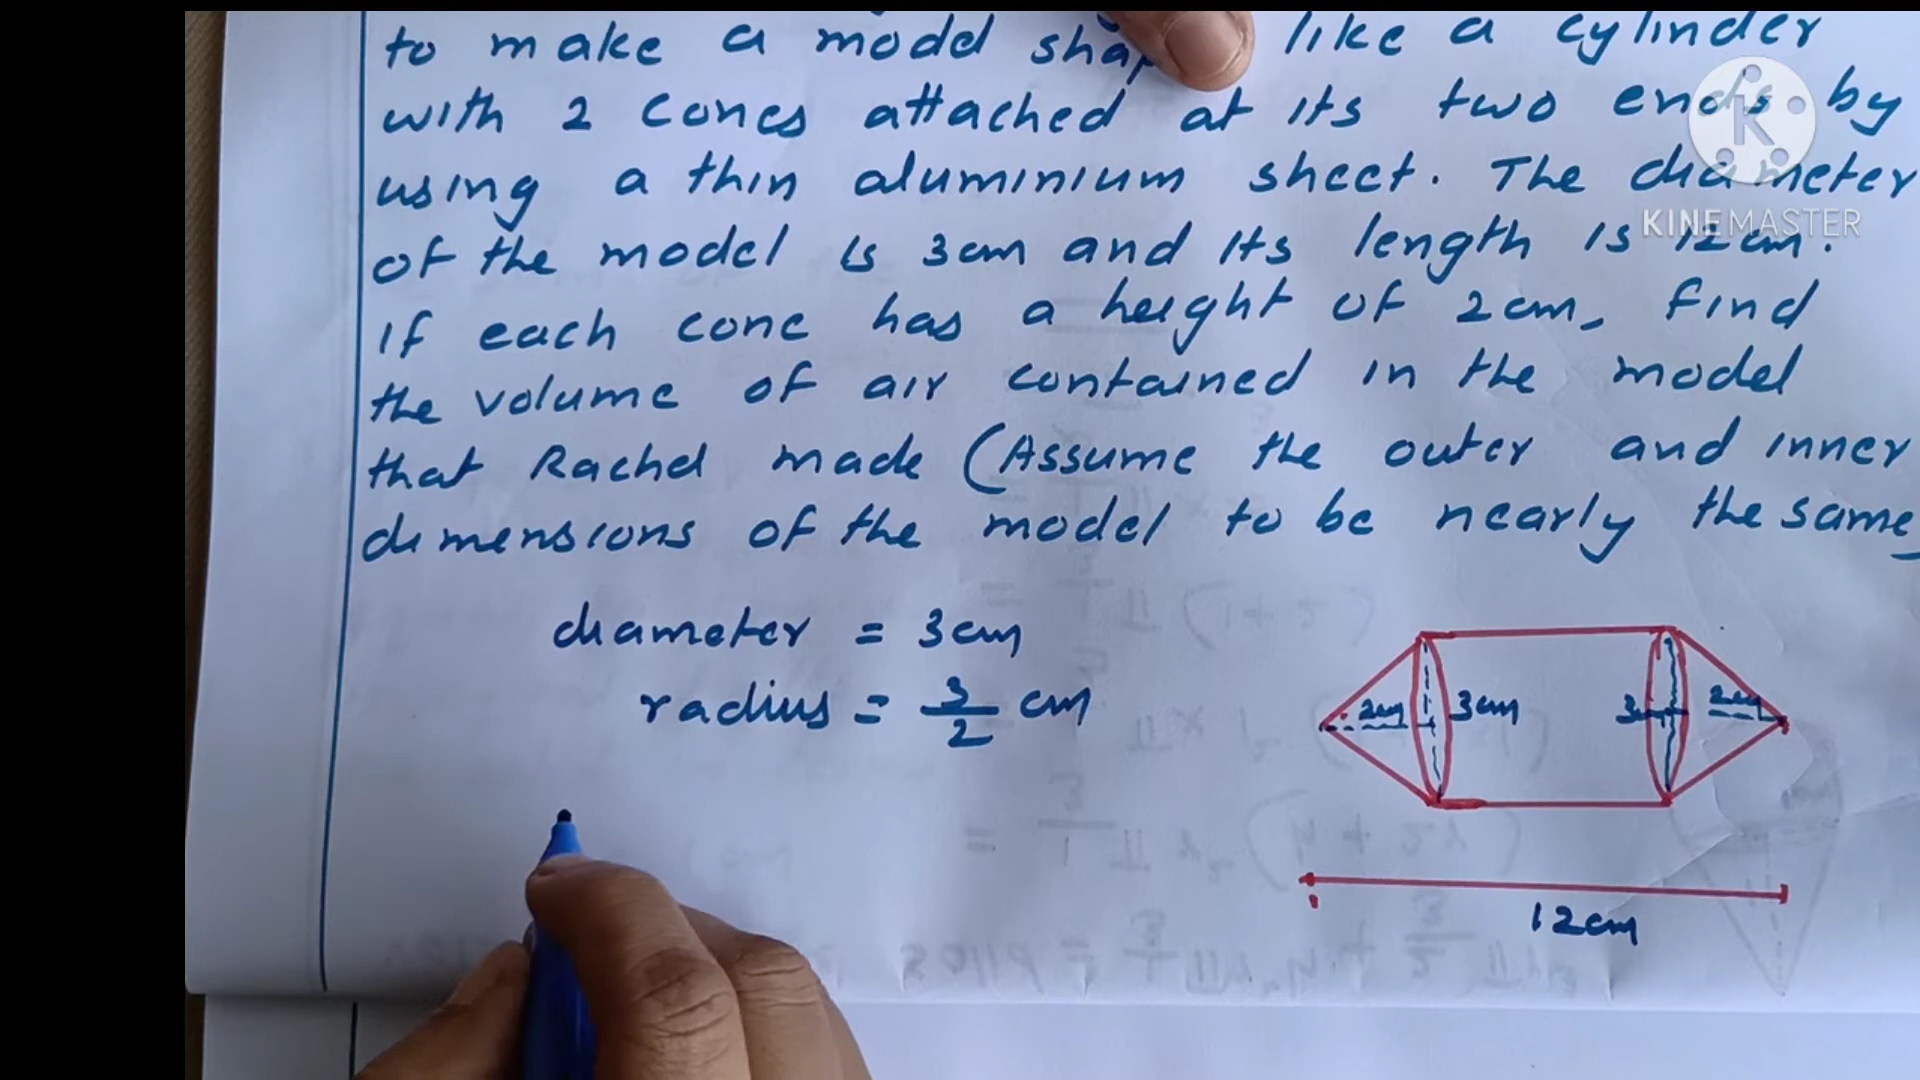 to make a model shap like a cylinder
with 2 cones attached at its two ends by
using a thin aluminium sheet. The diameter
of the model is 3cm and its length is 12cm.
If each cone has a height of 2cm, find
the volume of air contained in the model
that Rachel made (Assume the outer and inner
dimensions of the model to be nearly the same
diameter = 3cm
radius = 3/2 cm
2cm 3cm 3cm 2cm
12cm
K
KINEMASTER